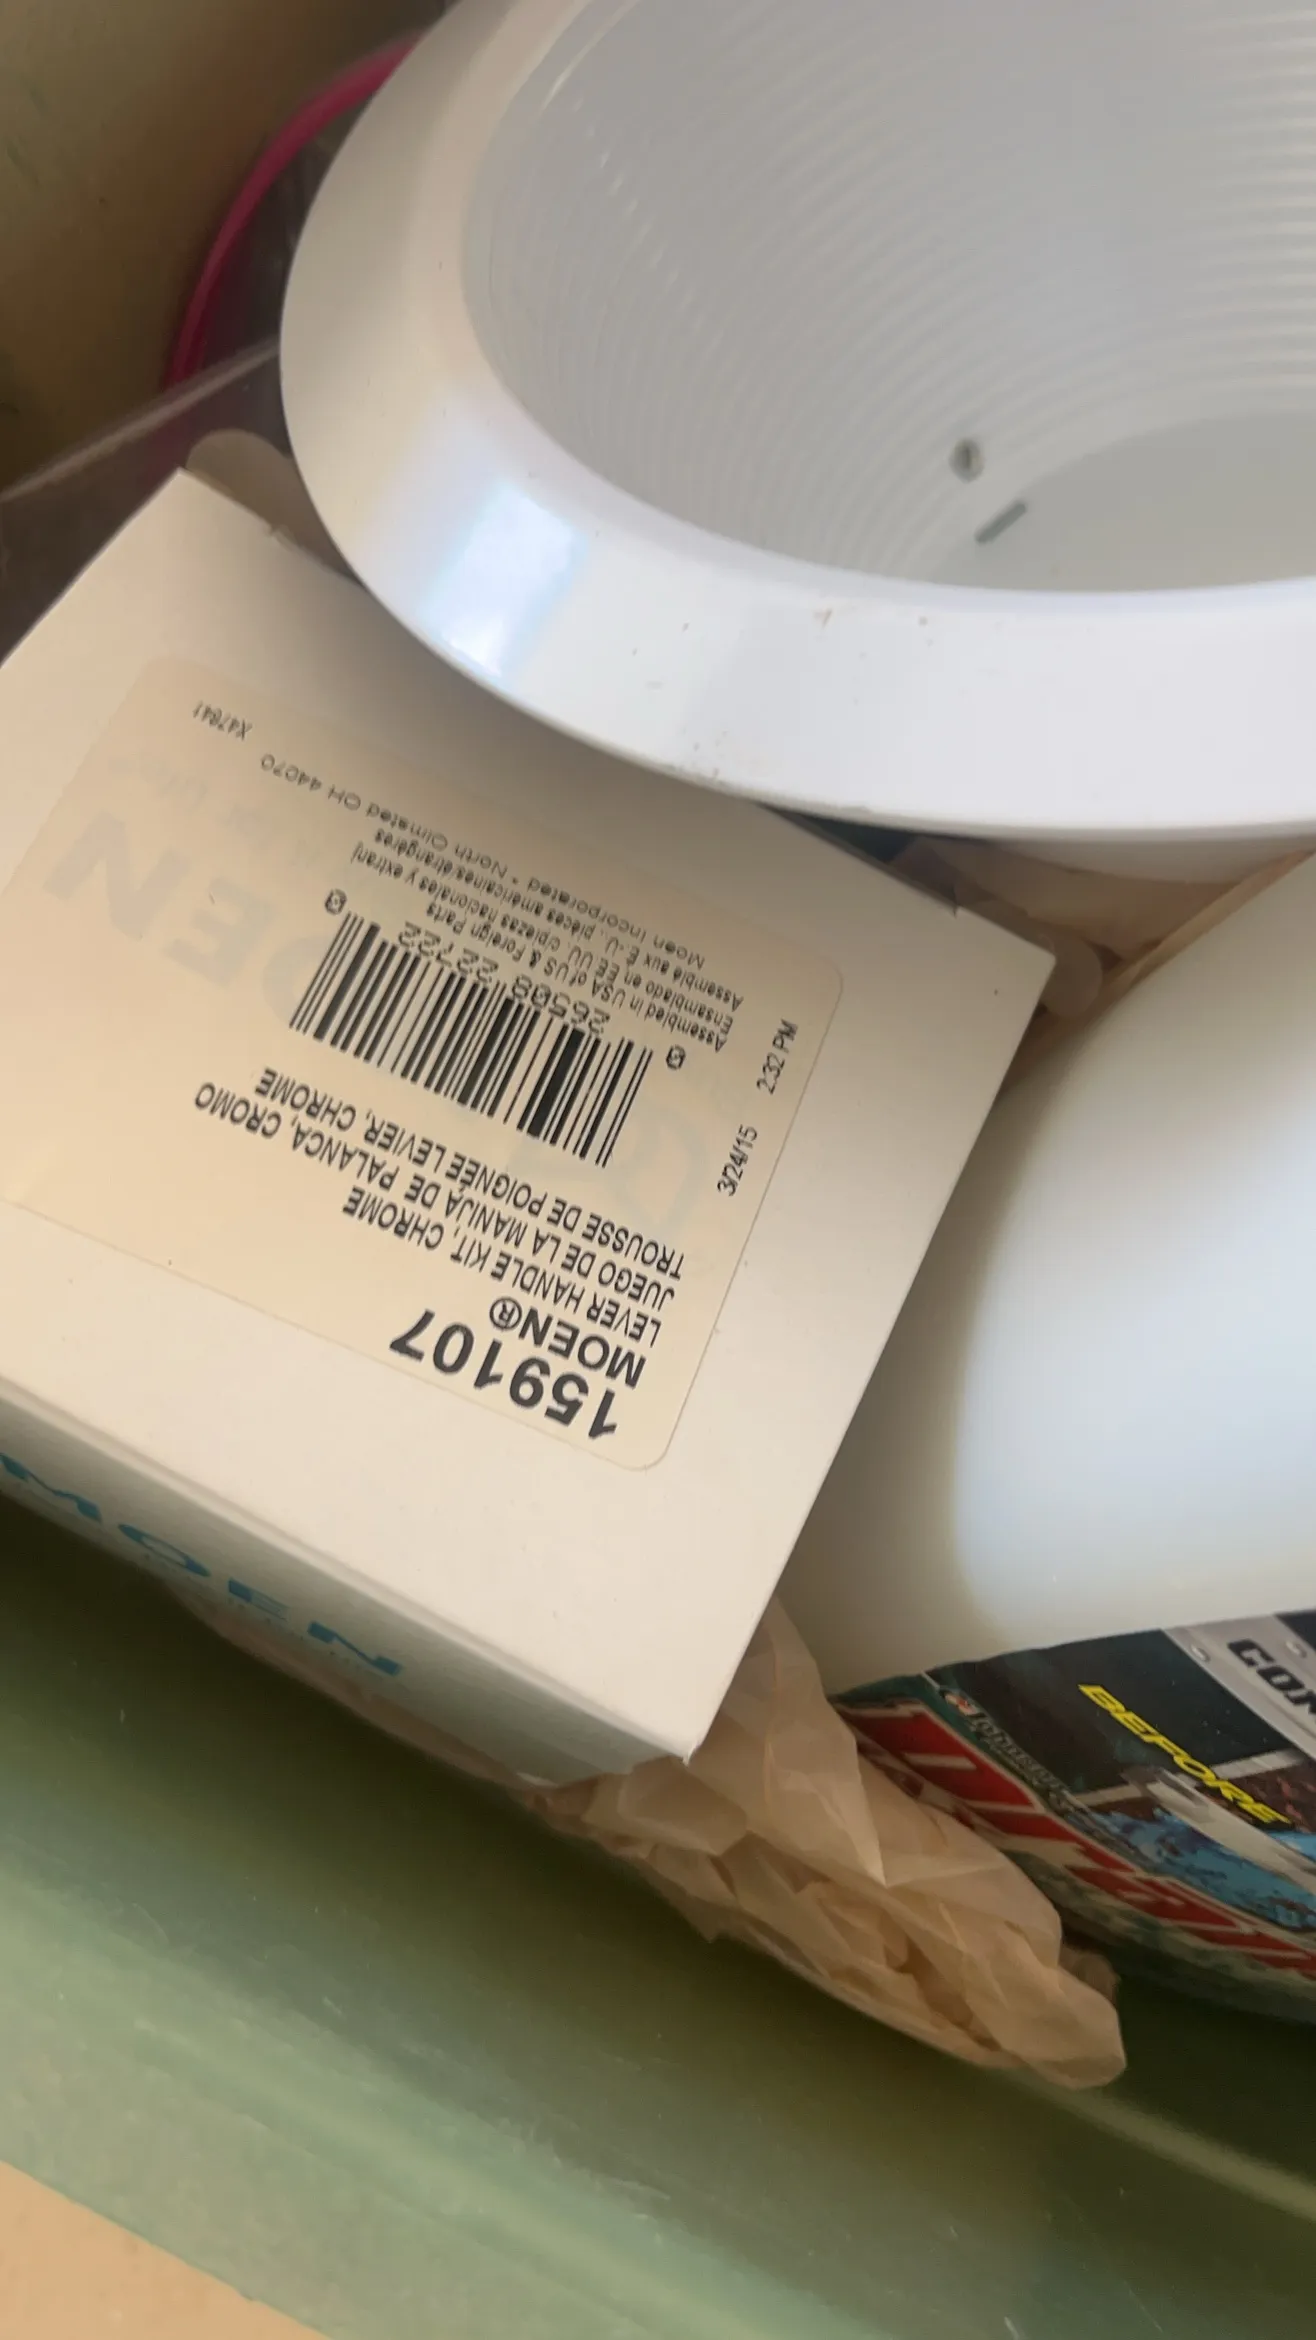 159107
MOEN®
LEVER HANDLE KIT, CHROME
JUEGO DE LA MANIJA DE PALANCA, CROMO
TROUSSE DE POIGNÉE LEVIER, CHROME
0 26508 22722 0
Assembled in USA of US & Foreign Parts
Ensamblado en EE.UU. c/piezas nacionales y extranj
Assemblé aux É.-U. pièces américaines/étrangères
Moen Incorporated * North Olmsted OH 44070
X47841
3/24/15 2:32 PM
MOEN
BEFORE